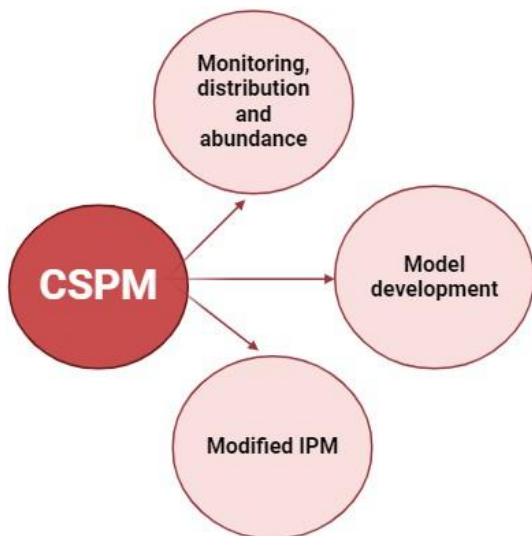 Monitoring,
distribution
and
abundance
CSPM
Model
development
Modified IPM